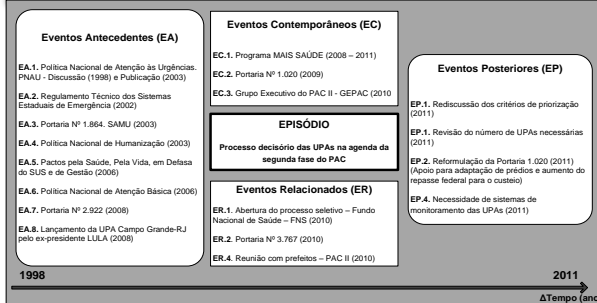 Eventos Antecedentes (EA)
EA.1. Política Nacional de Atenção às Urgências.
PNAU - Discussão (1998) e Publicação (2003)
EA.2. Regulamento Técnico dos Sistemas
Estaduais de Emergência (2002)
EA.3. Portaria Nº 1.864. SAMU (2003)
EA.4. Política Nacional de Humanização (2003)
EA.5. Pactos pela Saúde, Pela Vida, em Defasa
do SUS e de Gestão (2006)
EA.6. Política Nacional de Atenção Básica (2006)
EA.7. Portaria Nº 2.922 (2008)
EA.8. Lançamento da UPA Campo Grande-RJ
pelo ex-presidente LULA (2008)
Eventos Contemporâneos (EC)
EC.1. Programa MAIS SAÚDE (2008 – 2011)
EC.2. Portaria Nº 1.020 (2009)
EC.3. Grupo Executivo do PAC II - GEPAC (2010
EPISÓDIO
Processo decisório das UPAs na agenda da
segunda fase do PAC
Eventos Relacionados (ER)
ER.1. Abertura do processo seletivo – Fundo
Nacional de Saúde – FNS (2010)
ER.2. Portaria Nº 3.767 (2010)
ER.4. Reunião com prefeitos – PAC II (2010)
Eventos Posteriores (EP)
EP.1. Rediscussão dos critérios de priorização
(2011)
EP.1. Revisão do número de UPAs necessárias
(2011)
EP.2. Reformulação da Portaria 1.020 (2011)
(Apoio para adaptação de prédios e aumento do
repasse federal para o custeio)
EP.4. Necessidade de sistemas de
monitoramento das UPAs (2011)
1998
2011
ΔTempo (ano